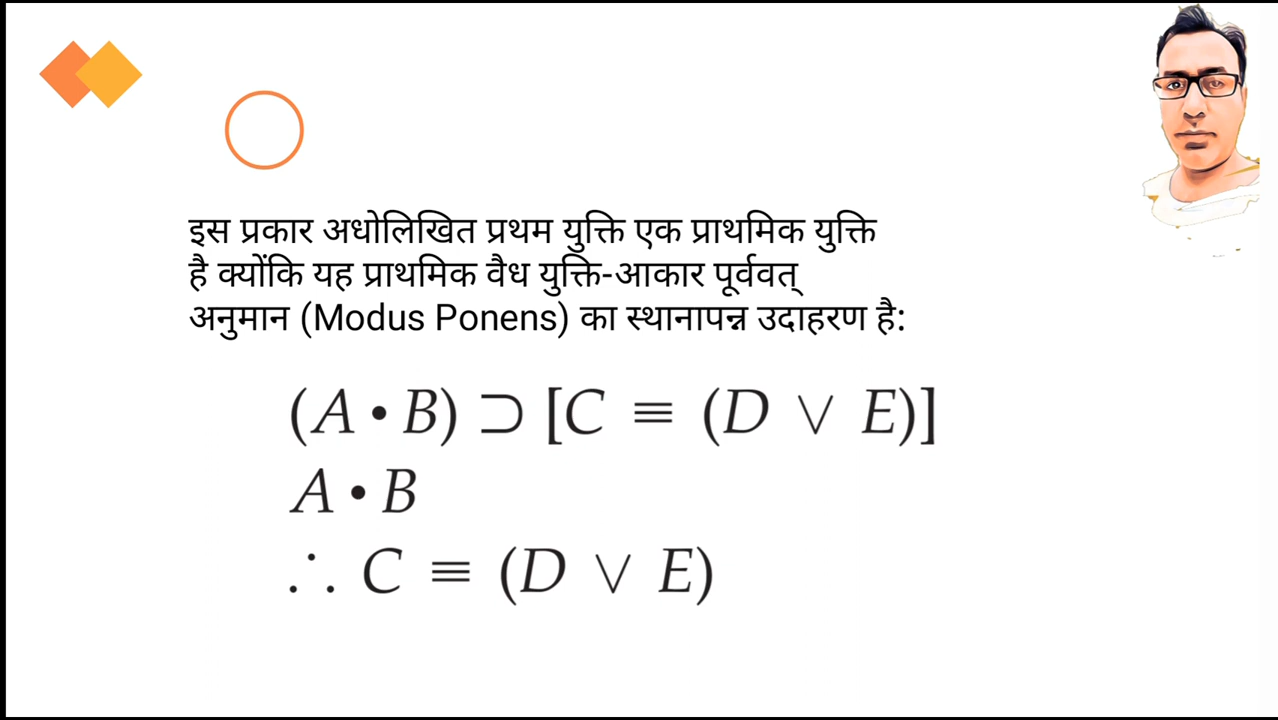 इस प्रकार अधोलिखित प्रथम युक्ति एक प्राथमिक युक्ति
है क्योंकि यह प्राथमिक वैध युक्ति-आकार पूर्ववत्
अनुमान (Modus Ponens) का स्थानापन्न उदाहरण है:
(A • B) ⊃ [C ≡ (D ∨ E)]
A • B
∴ C ≡ (D ∨ E)